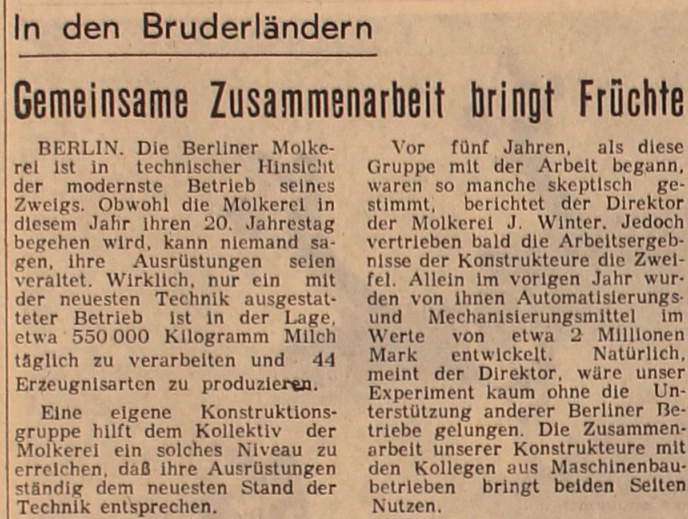 In den Bruderländern
Gemeinsame Zusammenarbeit bringt Früchte
BERLIN. Die Berliner Molke-
rei ist in technischer Hinsicht
der modernste Betrieb seines
Zweigs. Obwohl die Molkerei in
diesem Jahr ihren 20. Jahrestag
begehen wird, kann niemand sa-
gen, ihre Ausrüstungen seien
veraltet. Wirklich, nur ein mit
der neuesten Technik ausgestat-
teter Betrieb ist in der Lage,
etwa 550 000 Kilogramm Milch
täglich zu verarbeiten und 44
Erzeugnisarten zu produzieren.
Eine eigene Konstruktions-
gruppe hilft dem Kollektiv der
Molkerei ein solches Niveau zu
erreichen, daß ihre Ausrüstungen
ständig dem neuesten Stand der
Technik entsprechen.
Vor fünf Jahren, als diese
Gruppe mit der Arbeit begann,
waren so manche skeptisch ge-
stimmt, berichtet der Direktor
der Molkerei J. Winter. Jedoch
vertrieben bald die Arbeitsergeb-
nisse der Konstrukteure die Zwei-
fel. Allein im vorigen Jahr wur-
den von ihnen Automatisierungs-
und Mechanisierungsmittel im
Werte von etwa 2 Millionen
Mark entwickelt. Natürlich,
meint der Direktor, wäre unser
Experiment kaum ohne die Un-
terstützung anderer Berliner Be-
triebe gelungen. Die Zusammen-
arbeit unserer Konstrukteure mit
den Kollegen aus Maschinenbau-
betrieben bringt beiden Seiten
Nutzen.